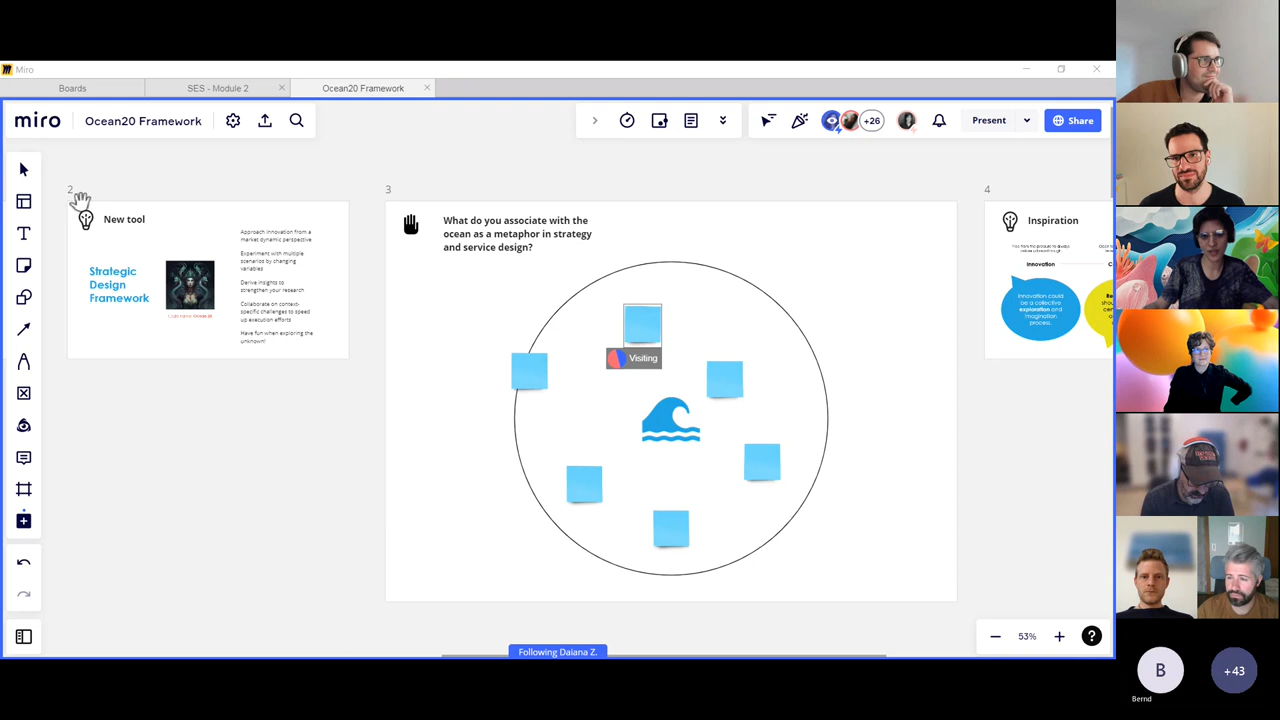 Miro
Boards
SES - Module 2
Ocean20 Framework
miro
Ocean20 Framework
+26
Present
Share
2
New tool
Strategic
Design
Framework
Approach innovation from a
market dynamic perspective
Experiment with multiple
scenarios by changing
variables
Derive insights to
strengthen your research
Collaborate on context-
specific challenges to speed
up execution efforts
Have fun when exploring the
unknown!
3
What do you associate with the
ocean as a metaphor in strategy
and service design?
Visiting
4
Inspiration
Innovation
Innovation could
be a collective
exploration and
imagination
process.
53%
Following Daiana Z.
B
Bernd
+43